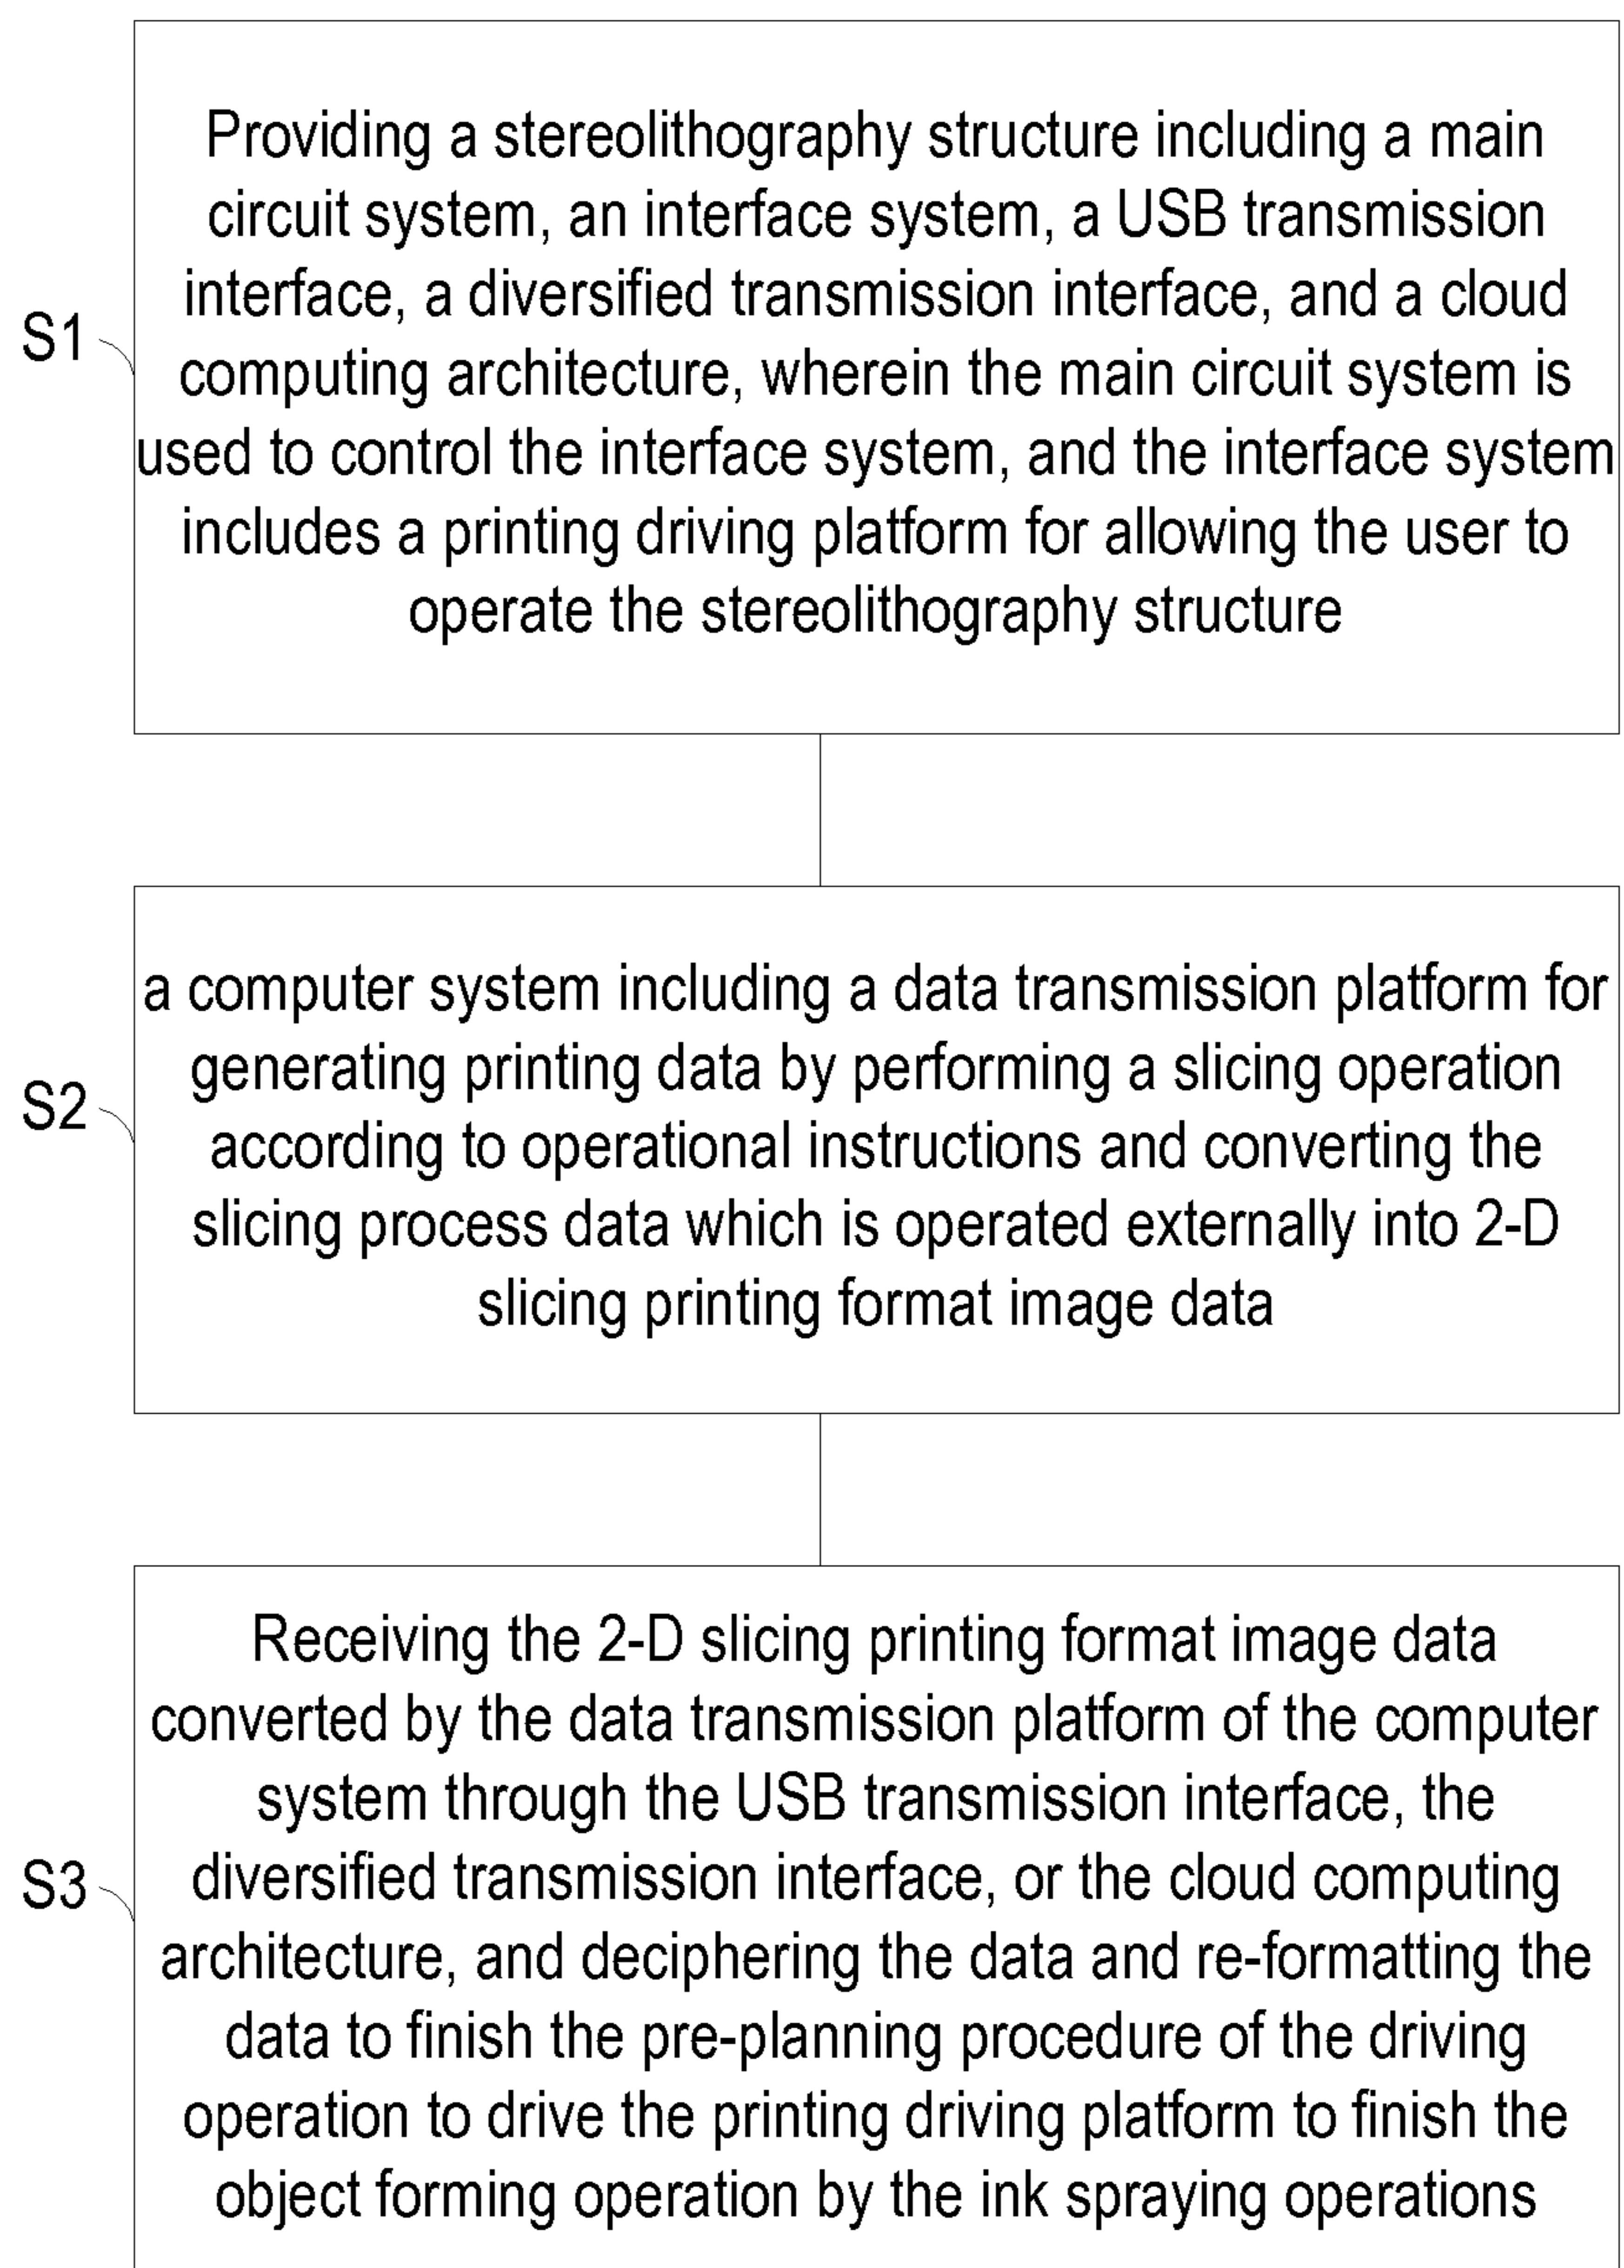 Providing a stereolithography structure including a main
circuit system, an interface system, a USB transmission
interface, a diversified transmission interface, and a cloud
S1
computing architecture, wherein the main circuit system is
used to control the interface system, and the interface system
includes a printing driving platform for allowing the user to
operate the stereolithography structure
a computer system including a data transmission platform for
generating printing data by performing a slicing operation
S2
according to operational instructions and converting the
slicing process data which is operated externally into 2-D
slicing printing format image data
Receiving the 2-D slicing printing format image data
converted by the data transmission platform of the computer
system through the USB transmission interface, the
S3
diversified transmission interface, or the cloud computing
architecture, and deciphering the data and re-formatting the
data to finish the pre-planning procedure of the driving
operation to drive the printing driving platform to finish the
object forming operation by the ink spraying operations